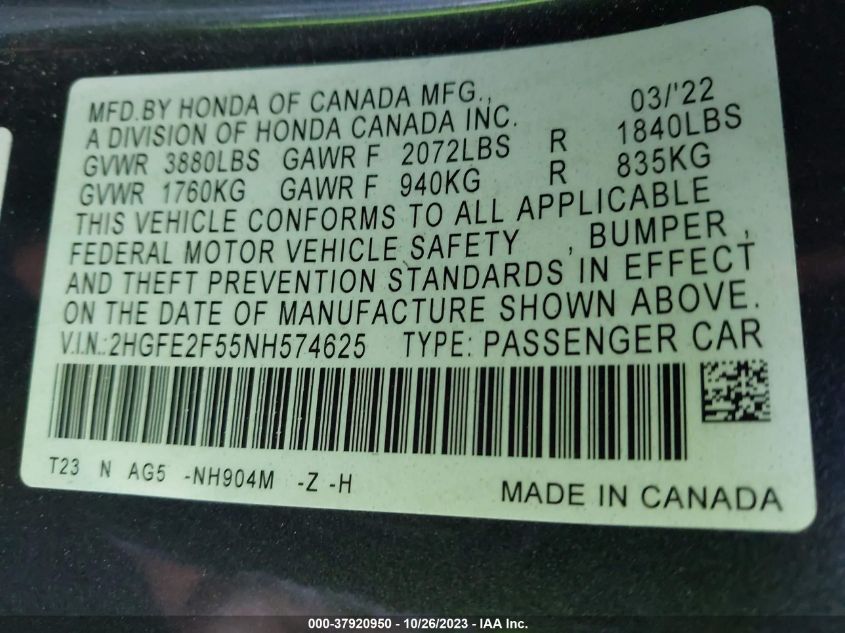 MFD.BY HONDA OF CANADA MFG., 03/'22
A DIVISION OF HONDA CANADA INC.
GVWR 3880LBS GAWR F 2072LBS R 1840LBS
GVWR 1760KG GAWR F 940KG R 835KG
THIS VEHICLE CONFORMS TO ALL APPLICABLE
FEDERAL MOTOR VEHICLE SAFETY , BUMPER ,
AND THEFT PREVENTION STANDARDS IN EFFECT
ON THE DATE OF MANUFACTURE SHOWN ABOVE.
V.I.N.:2HGFE2F55NH574625 TYPE: PASSENGER CAR
T23 N AG5 -NH904M -Z -H
MADE IN CANADA
000-37920950 - 10/26/2023 - IAA Inc.